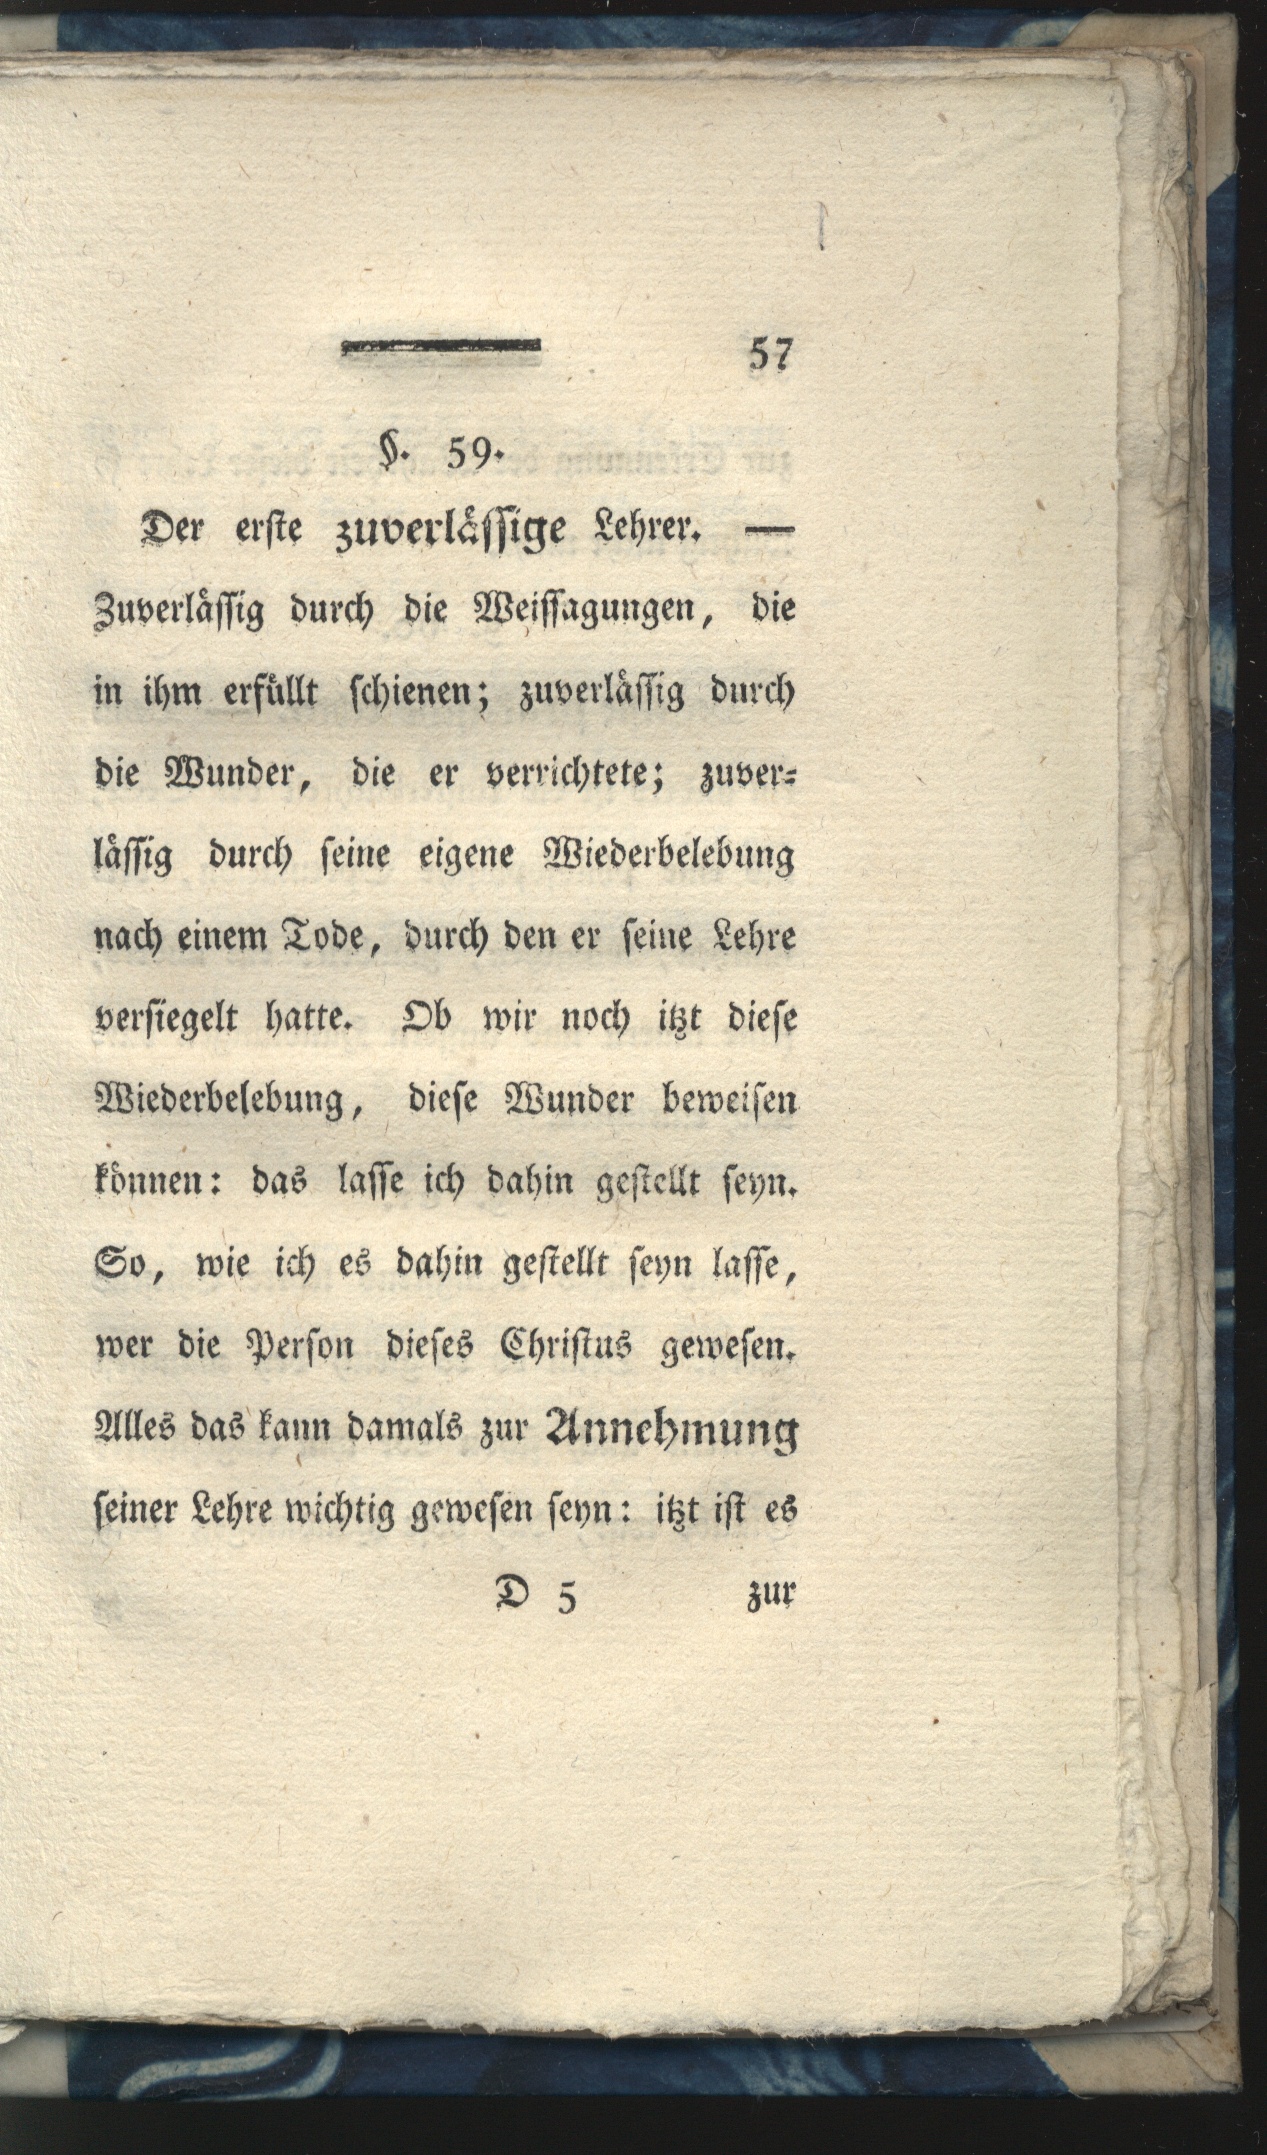 57
§. 59.
Der erste zuverlässige Lehrer. —
Zuverlässig durch die Weissagungen, die
in ihm erfüllt schienen; zuverlässig durch
die Wunder, die er verrichtete; zuver-
lässig durch seine eigene Wiederbelebung
nach einem Tode, durch den er seine Lehre
versiegelt hatte. Ob wir noch itzt diese
Wiederbelebung, diese Wunder beweisen
können: das lasse ich dahin gestellt seyn.
So, wie ich es dahin gestellt seyn lasse,
wer die Person dieses Christus gewesen.
Alles das kann damals zur Annehmung
seiner Lehre wichtig gewesen seyn: itzt ist es
D 5 zur